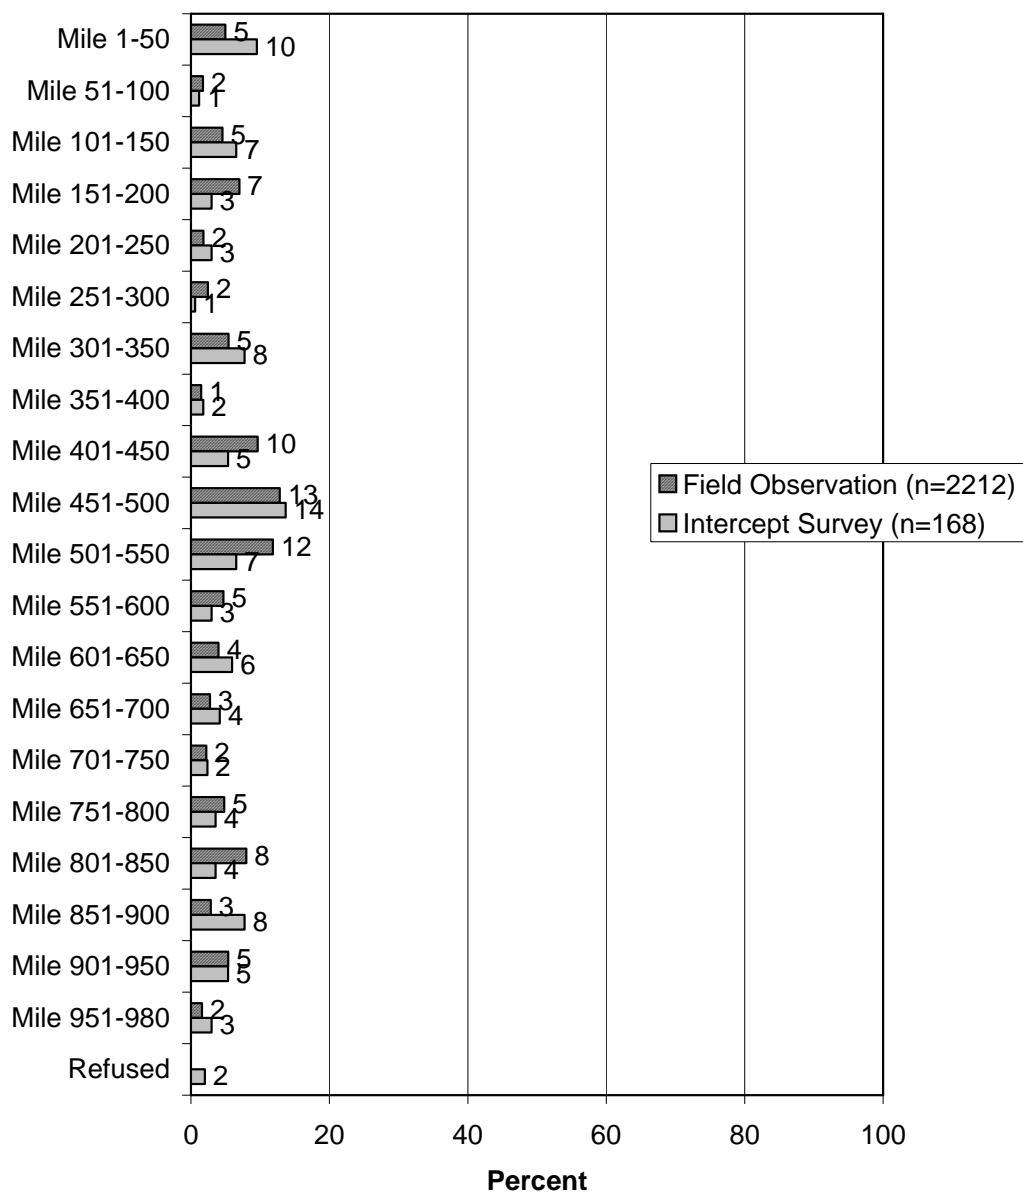 Mile 1-50
5
10
Mile 51-100
2
1
Mile 101-150
5
7
Mile 151-200
7
3
Mile 201-250
2
3
Mile 251-300
2
1
Mile 301-350
5
8
Mile 351-400
1
2
Mile 401-450
10
5
Mile 451-500
13
14
Mile 501-550
12
7
Mile 551-600
5
3
Mile 601-650
4
6
Mile 651-700
3
4
Mile 701-750
2
2
Mile 751-800
5
4
Mile 801-850
8
4
Mile 851-900
3
8
Mile 901-950
5
5
Mile 951-980
2
3
Refused
2
Field Observation (n=2212)
Intercept Survey (n=168)
0 20 40 60 80 100
Percent